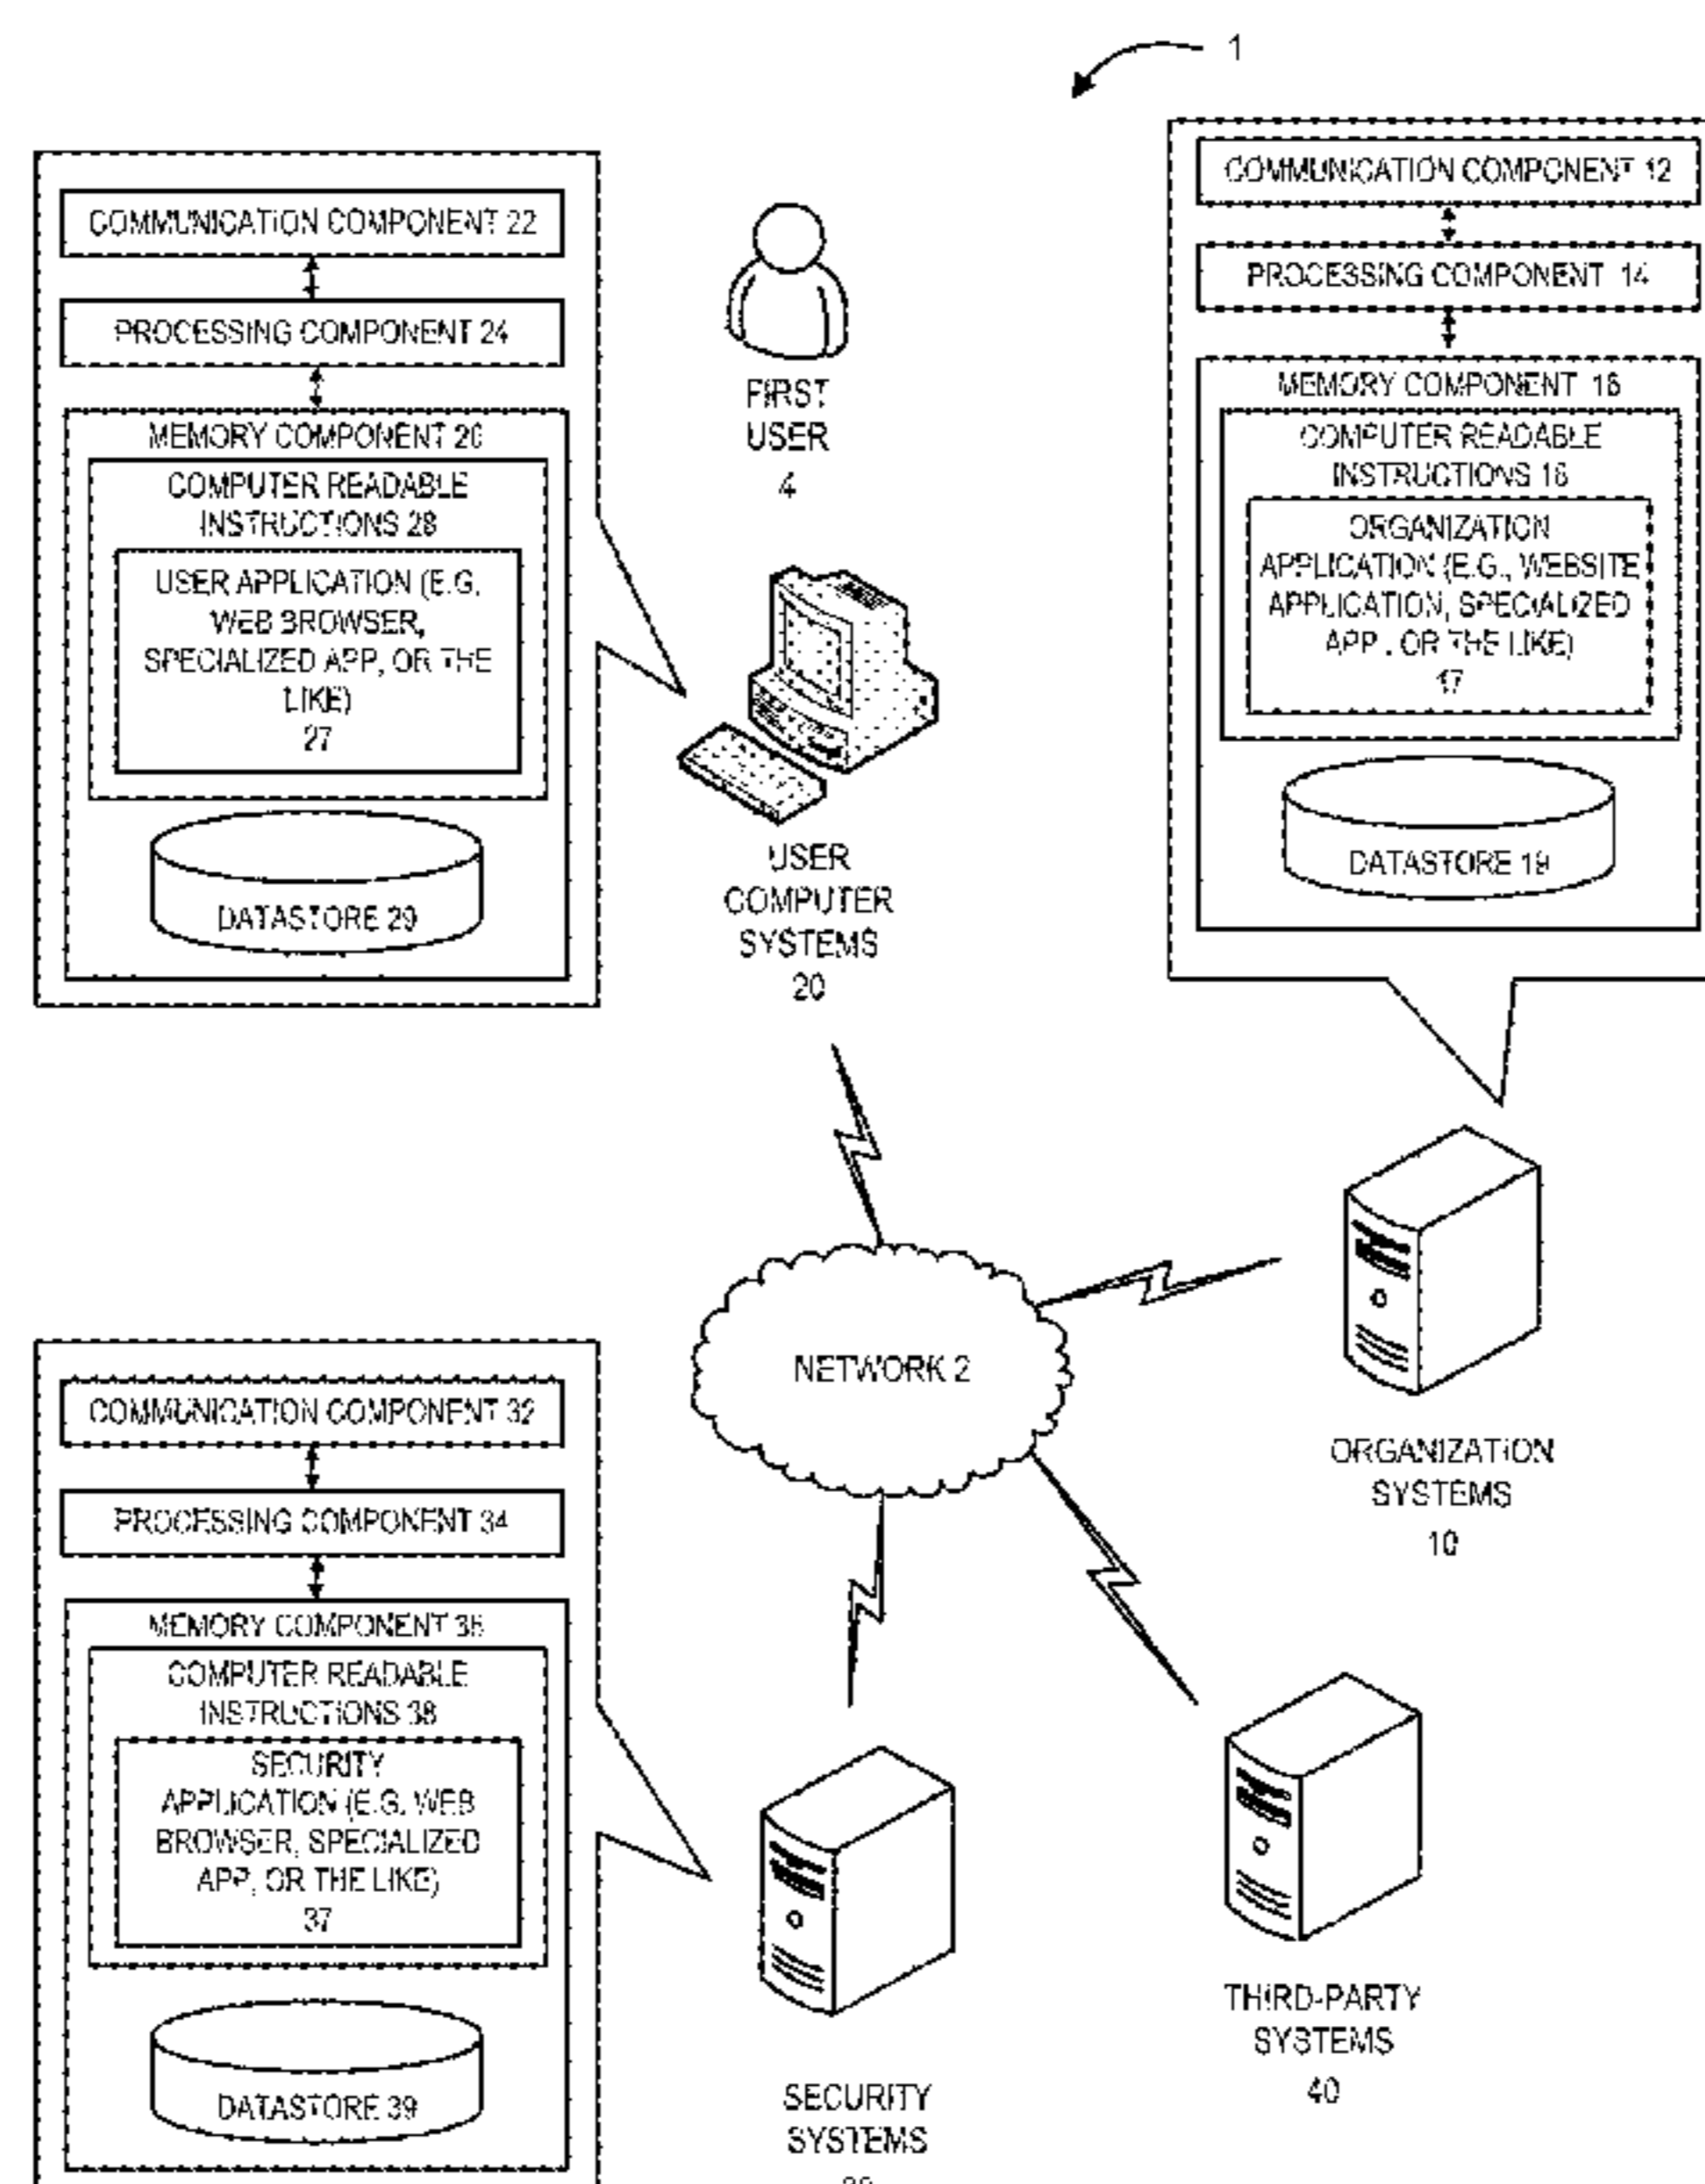 1
COMMUNICATION COMPONENT 22
PROCESSING COMPONENT 24
MEMORY COMPONENT 26
COMPUTER READABLE
INSTRUCTIONS 28
USER APPLICATION (E.G.
WEB BROWSER,
SPECIALIZED APP, OR THE
LIKE)
27
DATASTORE 29
FIRST
USER
4
USER
COMPUTER
SYSTEMS
20
COMMUNICATION COMPONENT 12
PROCESSING COMPONENT 14
MEMORY COMPONENT 16
COMPUTER READABLE
INSTRUCTIONS 18
ORGANIZATION
APPLICATION (E.G., WEBSITE
APPLICATION, SPECIALIZED
APP , OR THE LIKE)
17
DATASTORE 19
NETWORK 2
ORGANIZATION
SYSTEMS
10
COMMUNICATION COMPONENT 32
PROCESSING COMPONENT 34
MEMORY COMPONENT 36
COMPUTER READABLE
INSTRUCTIONS 38
SECURITY
APPLICATION (E.G. WEB
BROWSER, SPECIALIZED
APP, OR THE LIKE)
37
DATASTORE 39
SECURITY
SYSTEMS
THIRD-PARTY
SYSTEMS
40